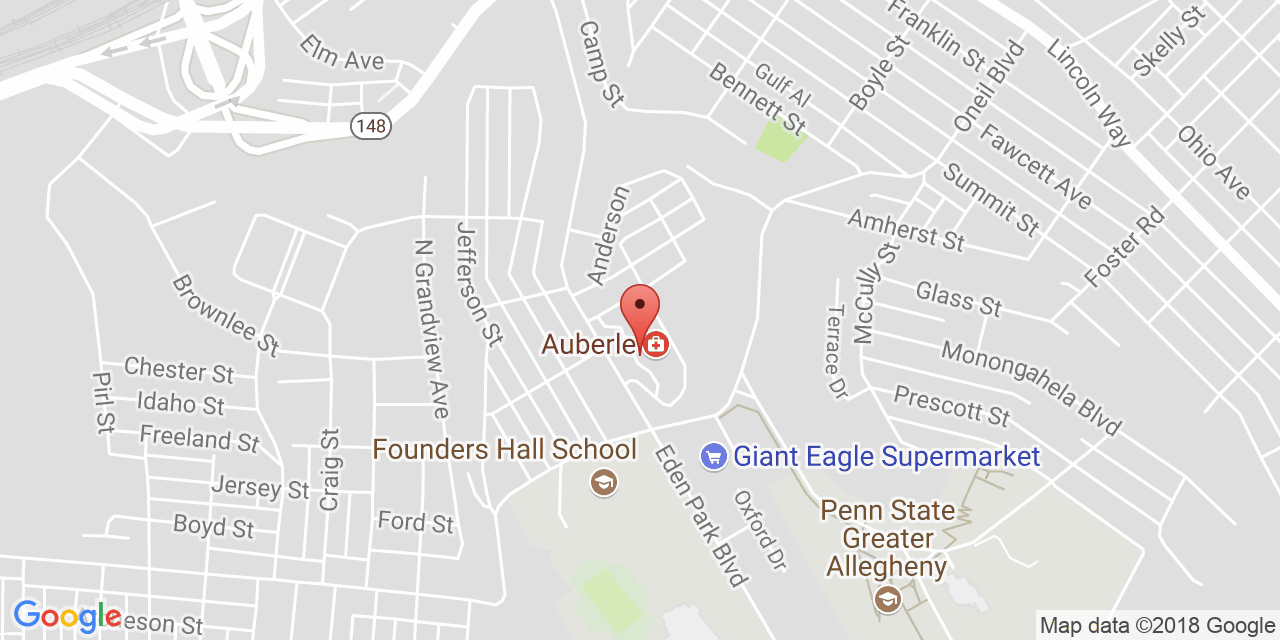 Elm Ave
148
Camp St
Franklin St
Boyle St
Gulf Al
Bennett St
Oneil Blvd
Lincoln Way
Skelly St
Ohio Ave
Fawcett Ave
Summit St
Foster Rd
Amherst St
McCully St
Glass St
Terrace Dr
Monongahela Blvd
Prescott St
Anderson
Jefferson St
N Grandview Ave
Brownlee St
Auberle
Chester St
Idaho St
Pirl St
Freeland St
Craig St
Jersey St
Boyd St
Ford St
Founders Hall School
Giant Eagle Supermarket
Eden Park Blvd
Oxford Dr
Penn State
Greater
Allegheny
Google
eson St
Map data ©2018 Google